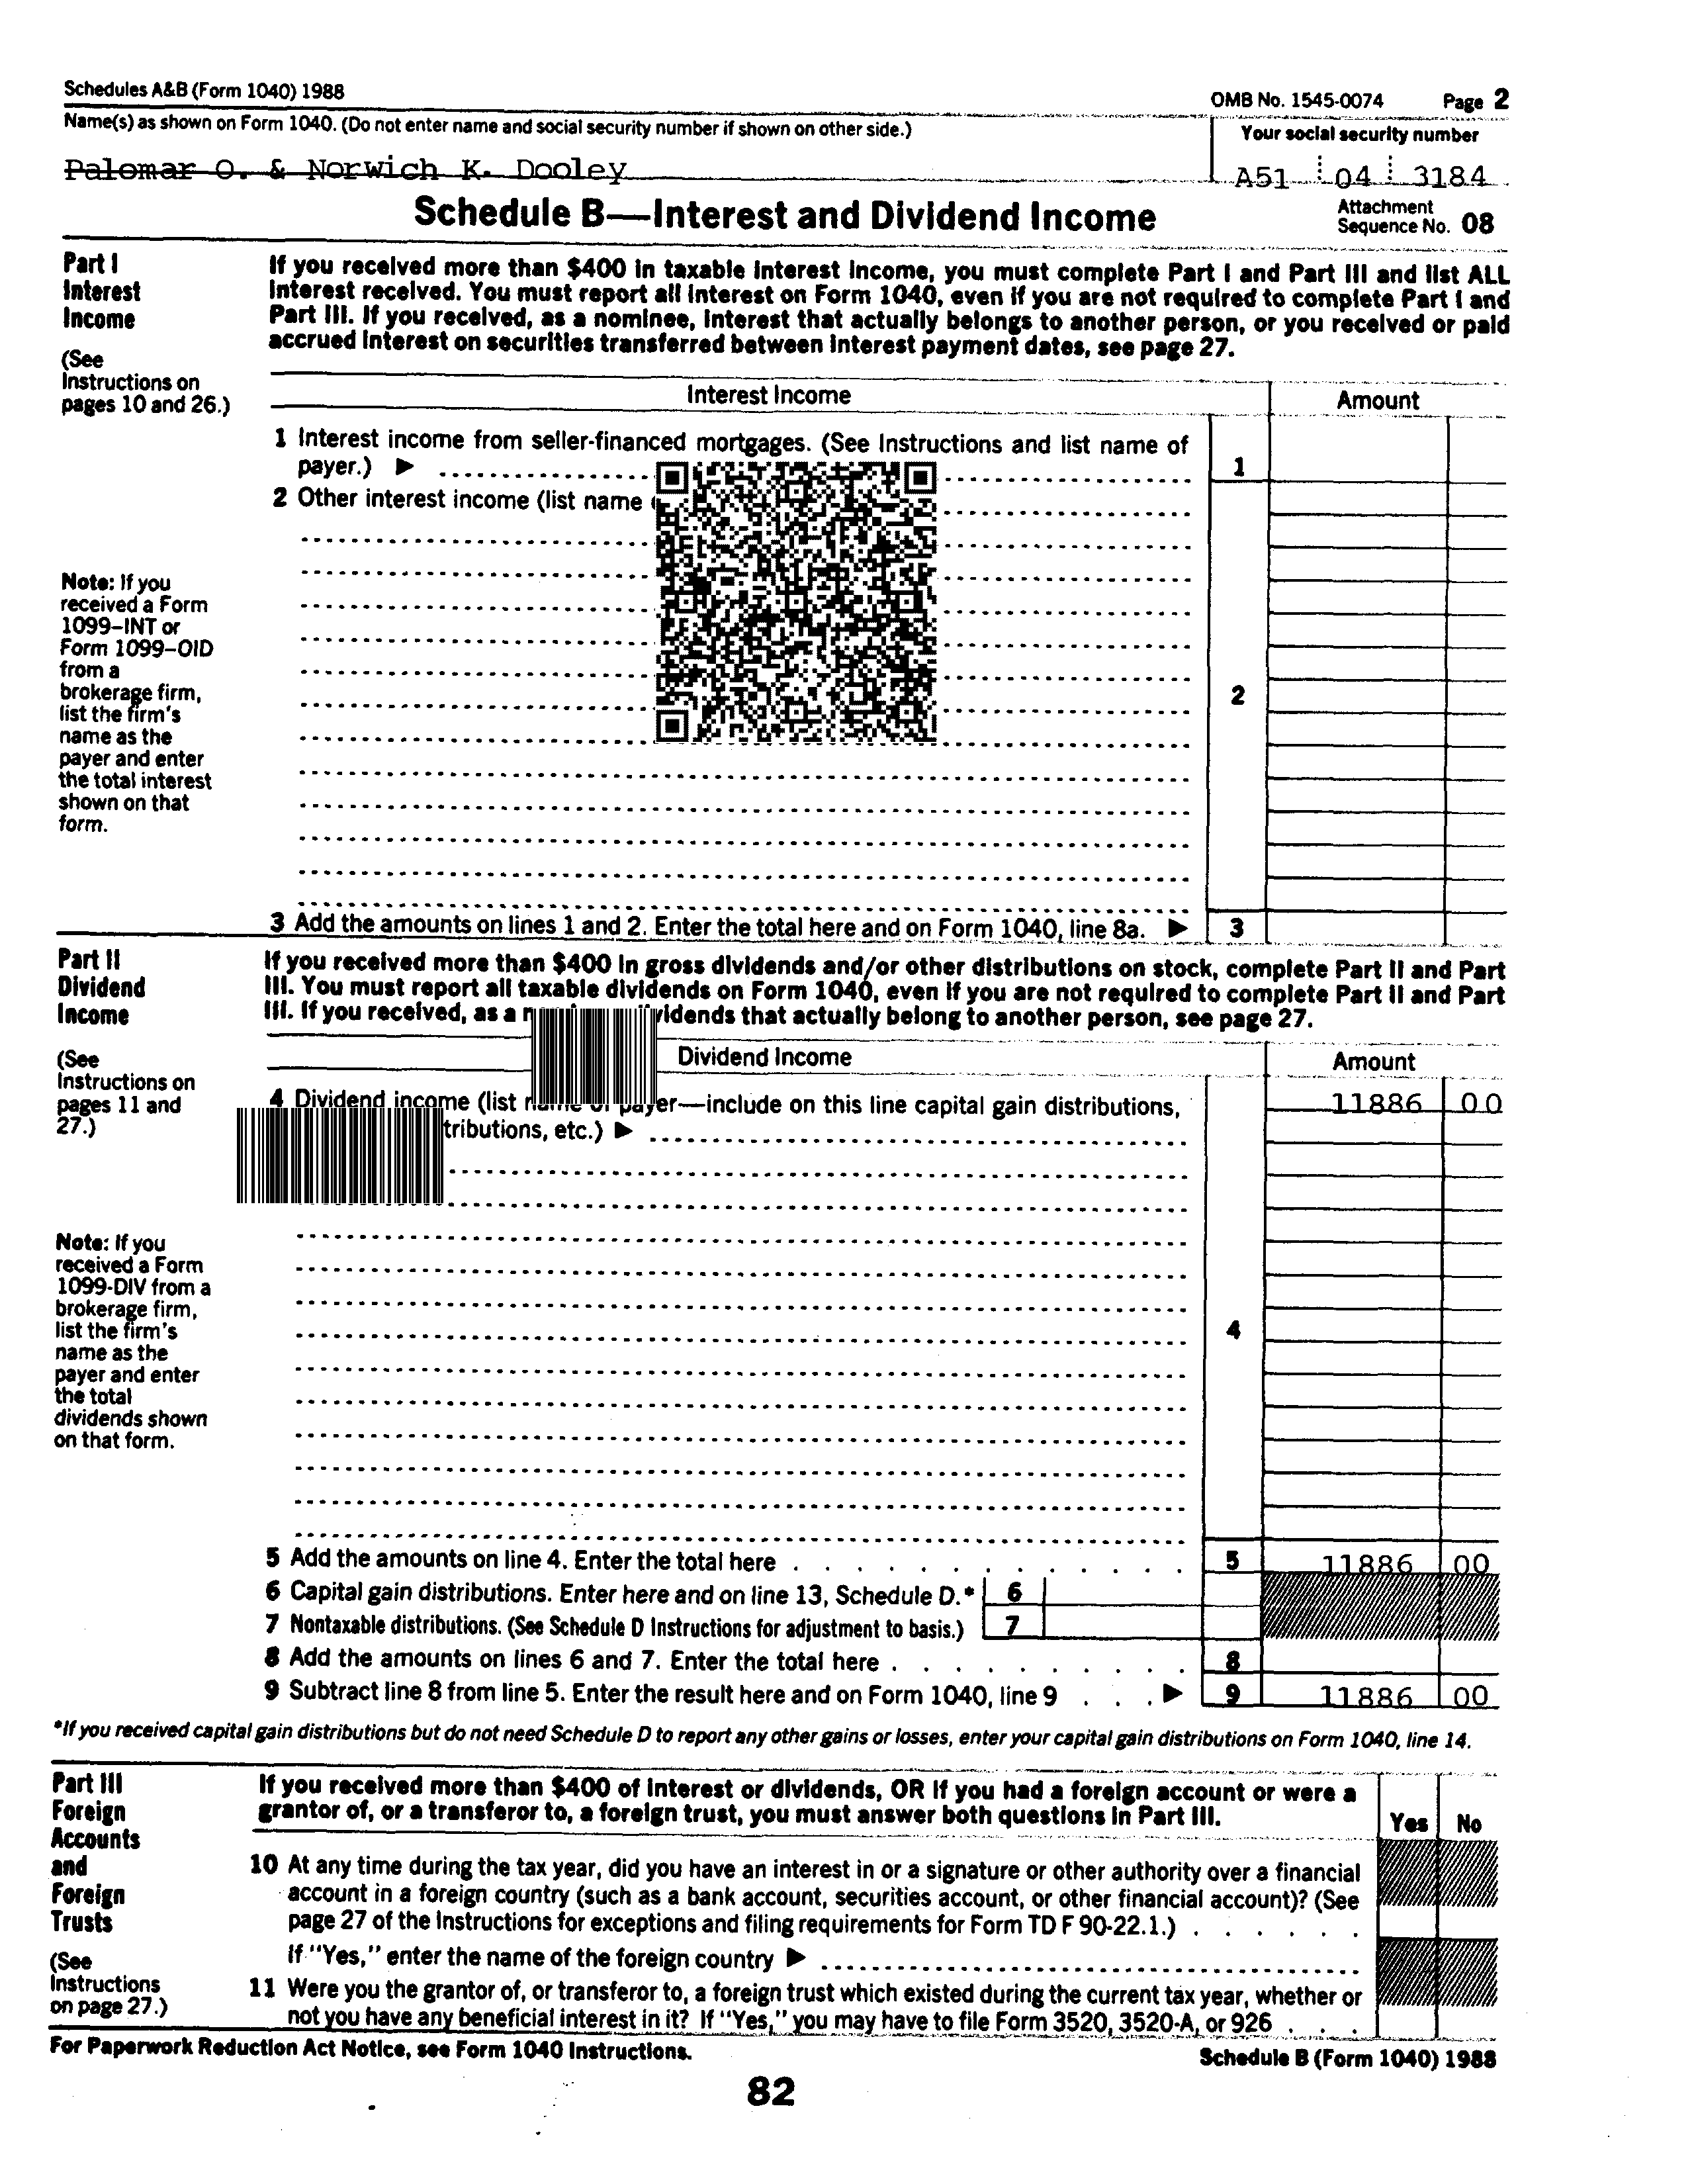 Schedules A&B (Form 1040) 1988
OMB No. 1545-0074 Page 2
Name(s) as shown on Form 1040. (Do not enter name and social security number if shown on other side.)
Your social security number
Palomar O. & Norwich K. Dooley
A51 04 3184
Schedule B—Interest and Dividend Income
Attachment
Sequence No. 08
Part I
Interest
Income
(See
Instructions on
pages 10 and 26.)
If you received more than $400 in taxable interest income, you must complete Part I and Part III and list ALL
interest received. You must report all interest on Form 1040, even if you are not required to complete Part I and
Part III. If you received, as a nominee, interest that actually belongs to another person, or you received or paid
accrued interest on securities transferred between interest payment dates, see page 27.
Interest Income
Amount
1 Interest income from seller-financed mortgages. (See Instructions and list name of
payer.) ▶
1
2 Other interest income (list name
Note: If you
received a Form
1099–INT or
Form 1099–OID
from a
brokerage firm,
list the firm's
name as the
payer and enter
the total interest
shown on that
form.
2
3 Add the amounts on lines 1 and 2. Enter the total here and on Form 1040, line 8a. ▶ 3
Part II
Dividend
Income
(See
Instructions on
pages 11 and
27.)
If you received more than $400 in gross dividends and/or other distributions on stock, complete Part II and Part
III. You must report all taxable dividends on Form 1040, even if you are not required to complete Part II and Part
III. If you received, as a dividends that actually belong to another person, see page 27.
Dividend Income
Amount
4 Dividend income (list name of payer—include on this line capital gain distributions,
11886 00
tributions, etc.) ▶
Note: If you
received a Form
1099-DIV from a
brokerage firm,
list the firm's
name as the
payer and enter
the total
dividends shown
on that form.
4
5 Add the amounts on line 4. Enter the total here . . . . . . . . . . . . 5 11886 00
6 Capital gain distributions. Enter here and on line 13, Schedule D.* 6
7 Nontaxable distributions. (See Schedule D Instructions for adjustment to basis.) 7
8 Add the amounts on lines 6 and 7. Enter the total here . . . . . . . . . 8
9 Subtract line 8 from line 5. Enter the result here and on Form 1040, line 9 . . . ▶ 9 11886 00
*If you received capital gain distributions but do not need Schedule D to report any other gains or losses, enter your capital gain distributions on Form 1040, line 14.
Part III
Foreign
Accounts
and
Foreign
Trusts
(See
Instructions
on page 27.)
If you received more than $400 of interest or dividends, OR if you had a foreign account or were a
grantor of, or a transferor to, a foreign trust, you must answer both questions in Part III.
Yes No
10 At any time during the tax year, did you have an interest in or a signature or other authority over a financial
account in a foreign country (such as a bank account, securities account, or other financial account)? (See
page 27 of the Instructions for exceptions and filing requirements for Form TD F 90-22.1.) . . . . . .
If "Yes," enter the name of the foreign country ▶
11 Were you the grantor of, or transferor to, a foreign trust which existed during the current tax year, whether or
not you have any beneficial interest in it? If "Yes," you may have to file Form 3520, 3520-A, or 926 . . .
For Paperwork Reduction Act Notice, see Form 1040 Instructions.
Schedule B (Form 1040) 1988
82